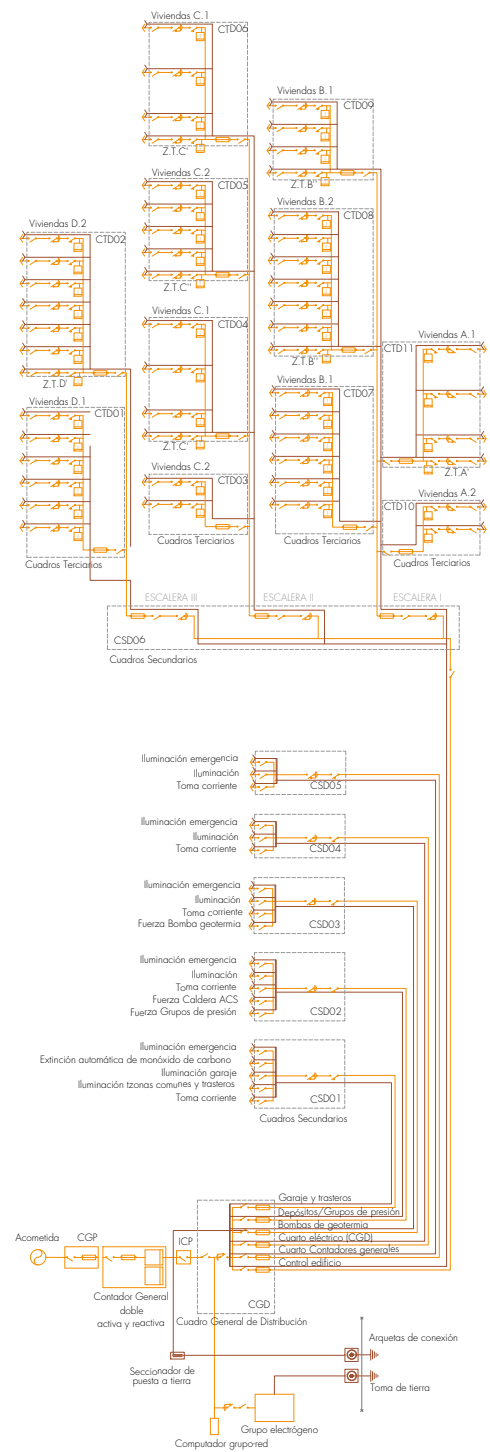 Viviendas C.1
CTD06
Z.T.C'
Viviendas B.1
CTD09
Z.T.B"
Viviendas C.2
CTD05
Z.T.C"
Viviendas B.2
CTD08
Z.T.B"
Viviendas D.2
CTD02
Z.T.D'
Viviendas C.1
CTD04
Z.T.C'
Viviendas A.1
CTD11
Z.T.A'
Viviendas B.1
CTD07
Cuadros Terciarios
Viviendas D.1
CTD01
Cuadros Terciarios
Viviendas C.2
CTD03
Cuadros Terciarios
Viviendas A.2
CTD10
Cuadros Terciarios
ESCALERA III
ESCALERA II
ESCALERA I
CSD06
Cuadros Secundarios
Iluminación emergencia
Iluminación
Toma corriente
CSD05
Iluminación emergencia
Iluminación
Toma corriente
CSD04
Iluminación emergencia
Iluminación
Toma corriente
Fuerza Bomba geotermia
CSD03
Iluminación emergencia
Iluminación
Toma corriente
Fuerza Caldera ACS
Fuerza Grupos de presión
CSD02
Iluminación emergencia
Extinción automática de monóxido de carbono
Iluminación garaje
Iluminación tzonas comunes y trasteros
Toma corriente
CSD01
Cuadros Secundarios
Garaje y trasteros
Depósitos/Grupos de presión
Bombas de geotermia
Cuarto eléctrico (CGD)
Cuarto Contadores generales
Control edificio
CGD
Cuadro General de Distribución
Acometida
CGP
ICP
Contador General
doble
activa y reactiva
Seccionador de
puesta a tierra
Arquetas de conexión
Toma de tierra
Grupo electrógeno
Computador grupo-red